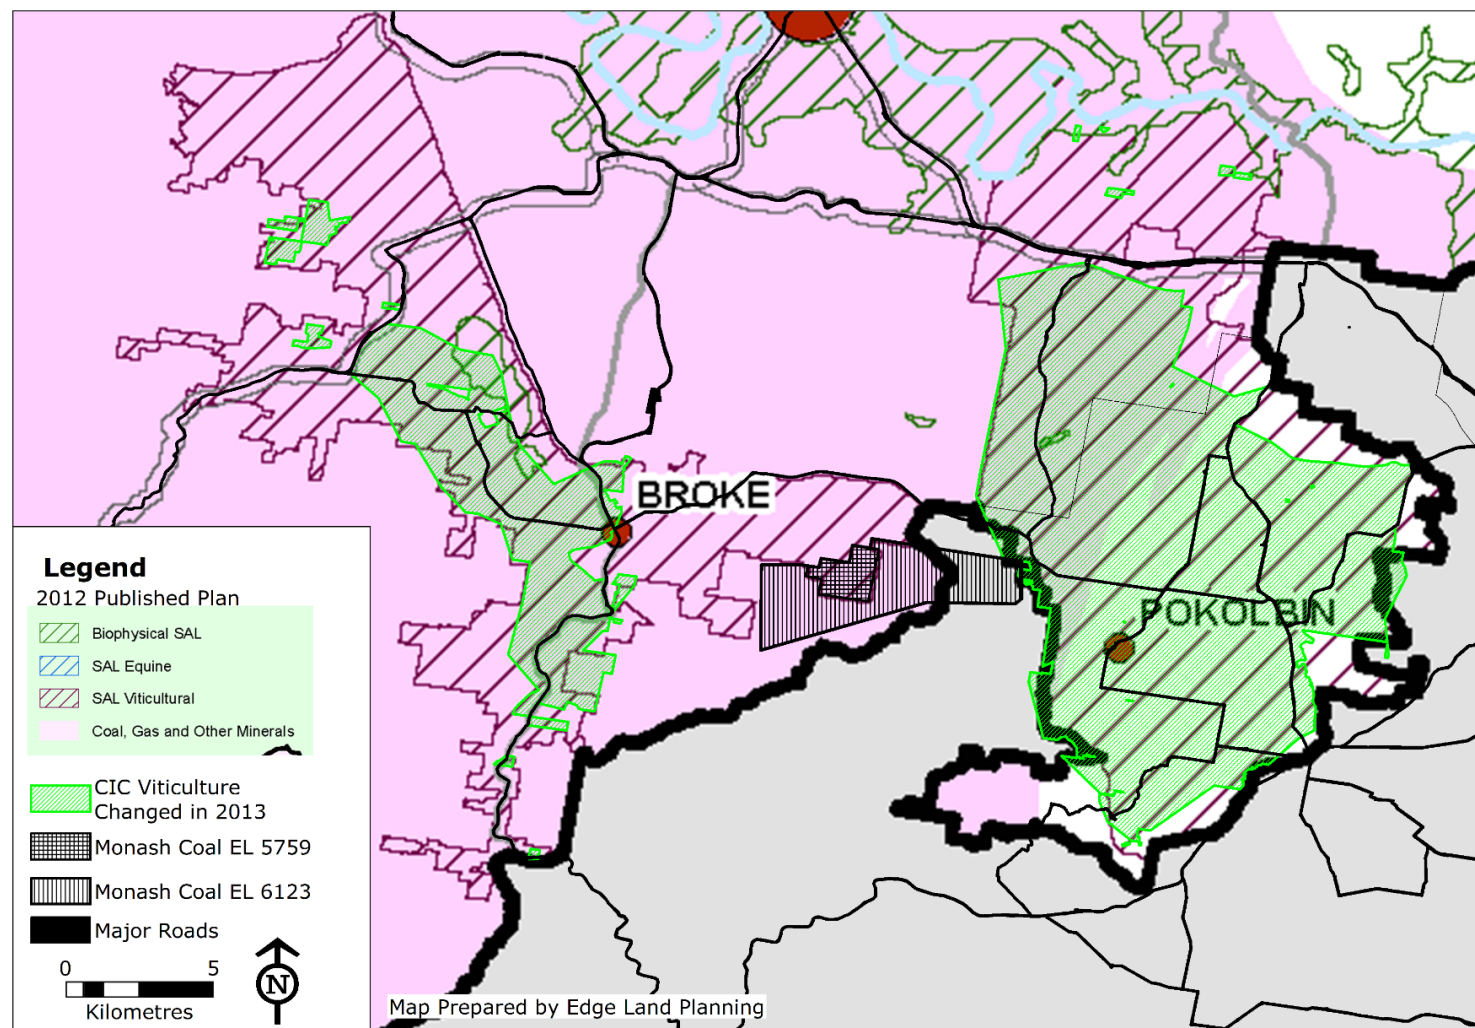 BROKE
POKOLBIN
Legend
2012 Published Plan
Biophysical SAL
SAL Equine
SAL Viticultural
Coal, Gas and Other Minerals
CIC Viticulture
Changed in 2013
Monash Coal EL 5759
Monash Coal EL 6123
Major Roads
0 5
Kilometres
N
Map Prepared by Edge Land Planning